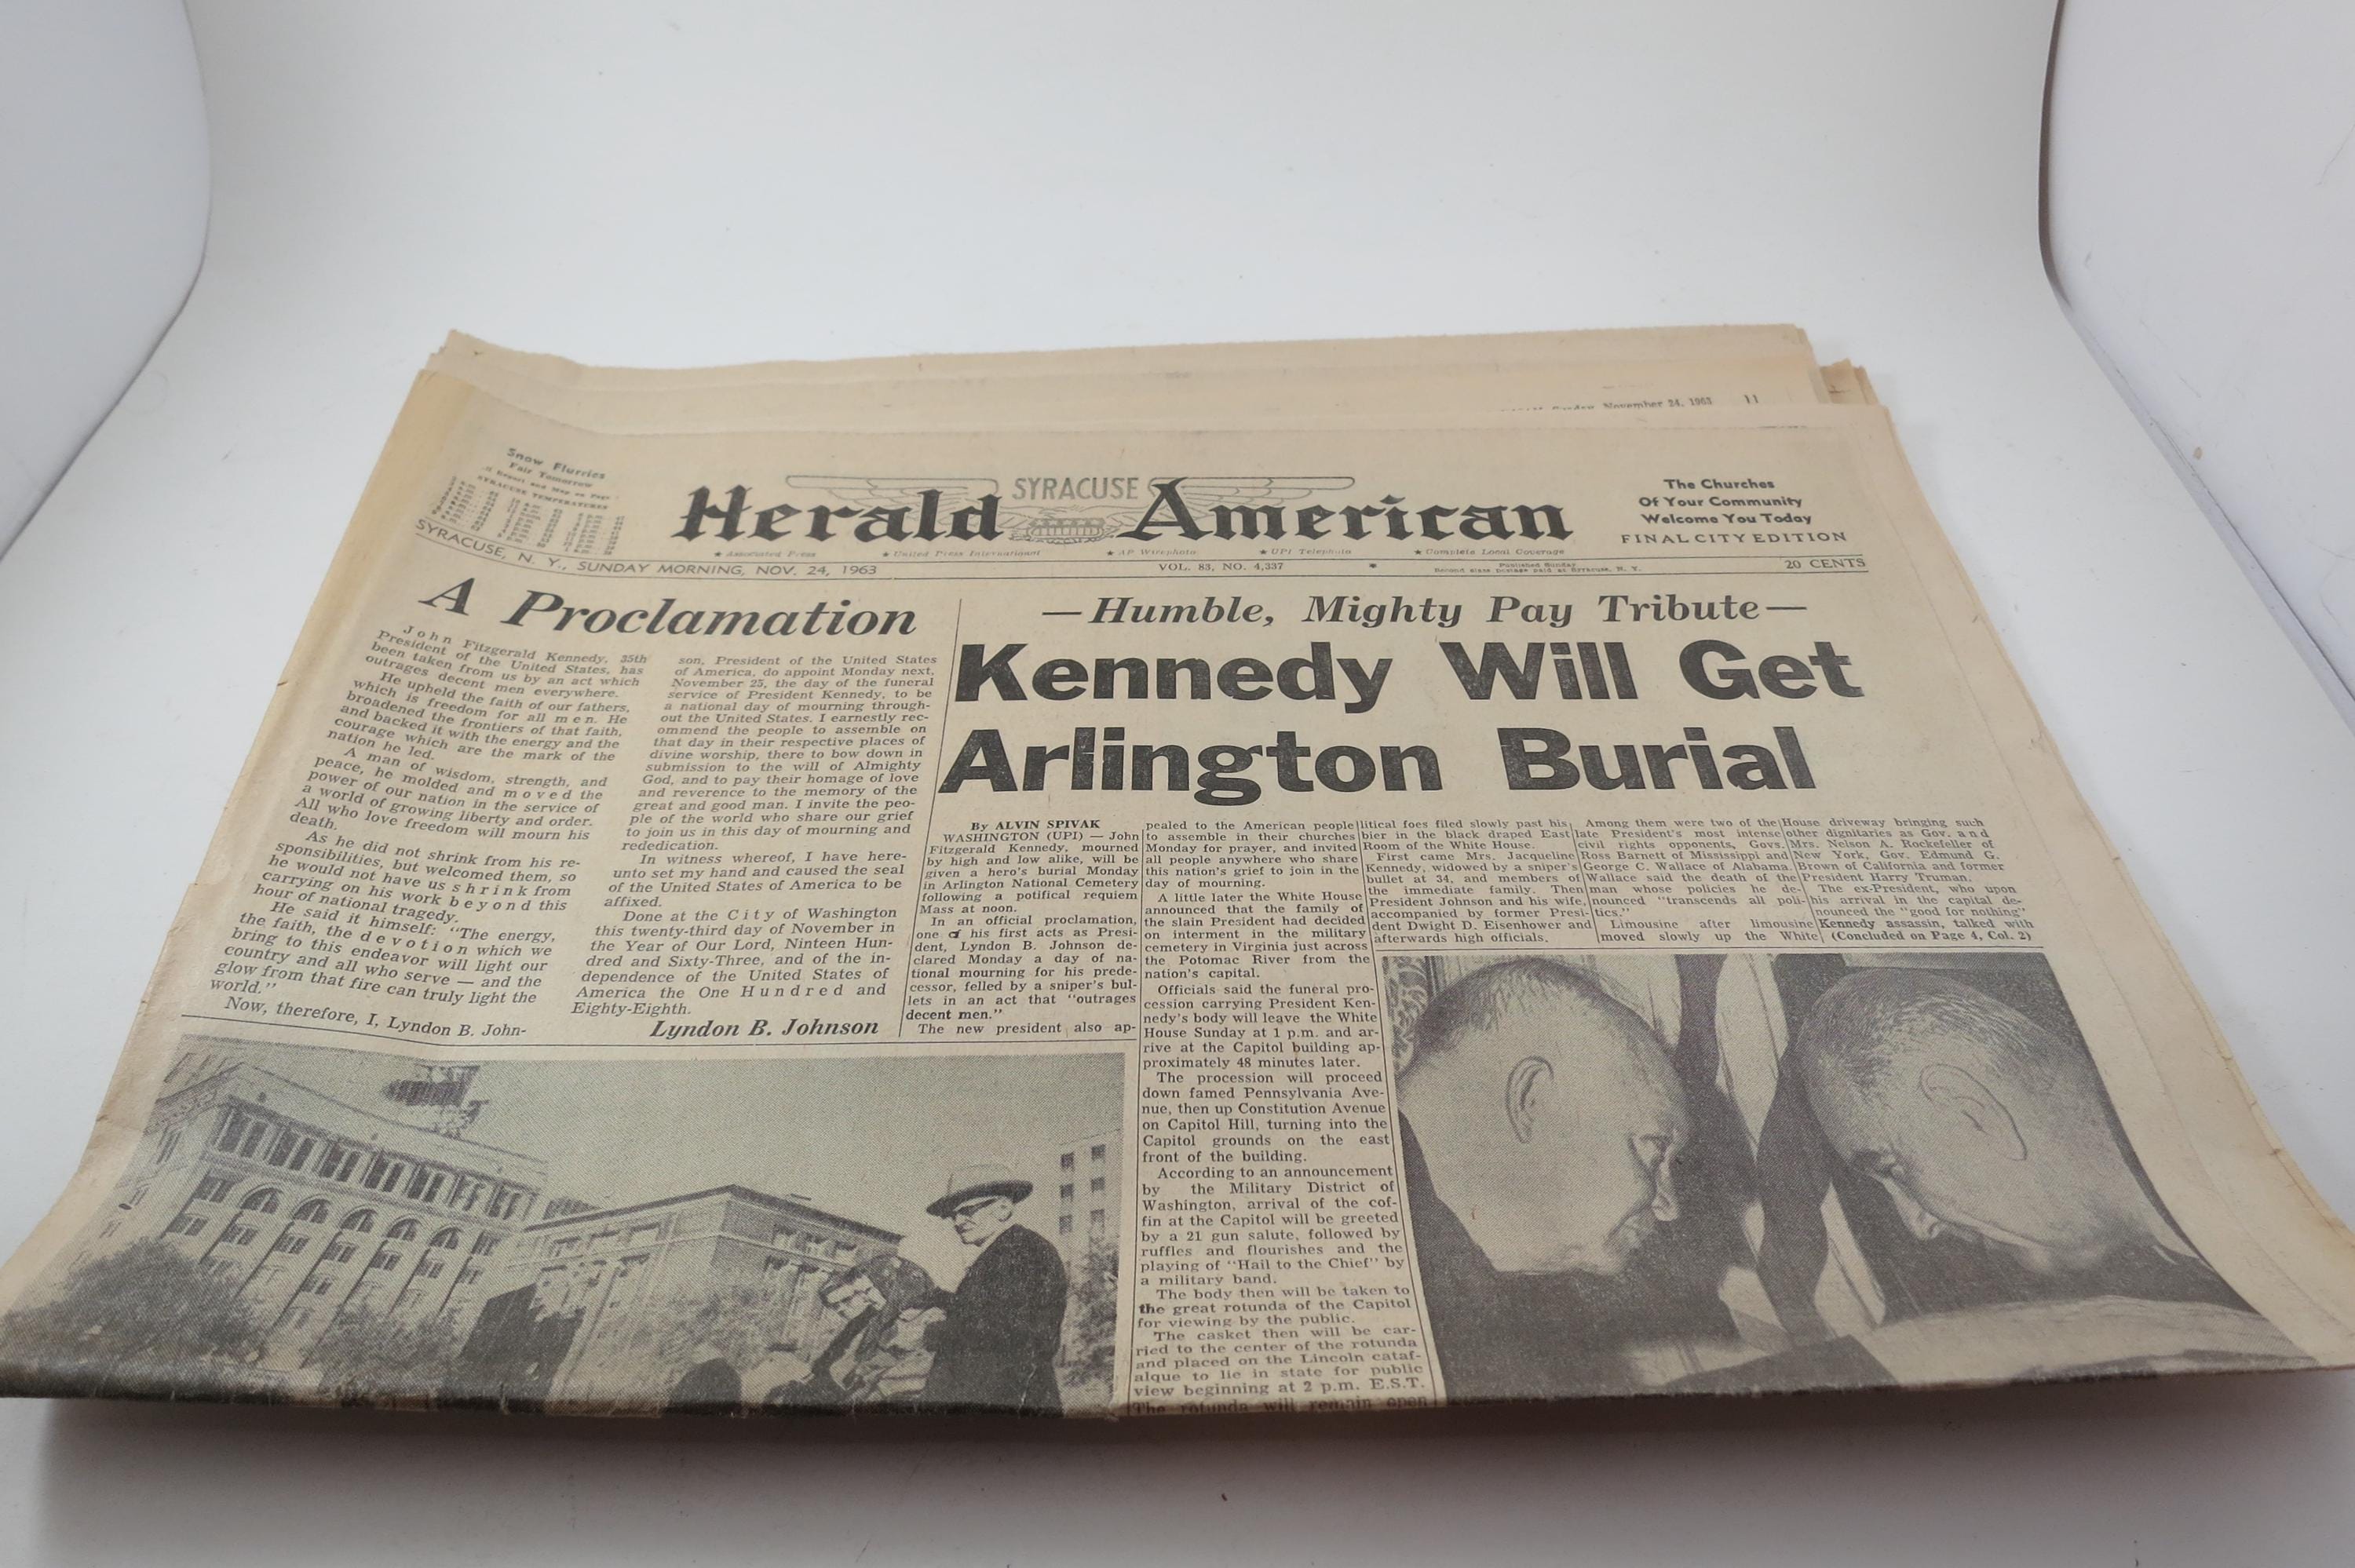 November 24, 1963 11
Snow Flurries
Fair Tomorrow
SYRACUSE TEMPERATURES
SYRACUSE
Herald American
★ Associated Press ★ United Press International ★ AP Wirephoto ★ UPI Telephoto ★ Complete Local Coverage
The Churches
Of Your Community
Welcome You Today
FINAL CITY EDITION
SYRACUSE, N. Y., SUNDAY MORNING, NOV. 24, 1963
VOL. 83, NO. 4,337
Published Sunday
Second class postage paid at Syracuse, N. Y.
20 CENTS
A Proclamation
John Fitzgerald Kennedy, 35th
President of the United States, has
been taken from us by an act which
outrages decent men everywhere.
He upheld the faith of our fathers,
which is freedom for all men. He
broadened the frontiers of that faith,
and backed it with the energy and the
courage which are the mark of the
nation he led.
A man of wisdom, strength, and
peace, he molded and moved the
power of our nation in the service of
a world of growing liberty and order.
All who love freedom will mourn his
death.
As he did not shrink from his re-
sponsibilities, but welcomed them, so
he would not have us shrink from
carrying on his work beyond this
hour of national tragedy.
He said it himself: "The energy,
the faith, the devotion which we
bring to this endeavor will light our
country and all who serve — and the
glow from that fire can truly light the
world."
Now, therefore, I, Lyndon B. John-
son, President of the United States
of America, do appoint Monday next,
November 25, the day of the funeral
service of President Kennedy, to be
a national day of mourning through-
out the United States. I earnestly rec-
ommend the people to assemble on
that day in their respective places of
divine worship, there to bow down in
submission to the will of Almighty
God, and to pay their homage of love
and reverence to the memory of the
great and good man. I invite the peo-
ple of the world who share our grief
to join us in this day of mourning and
rededication.
In witness whereof, I have here-
unto set my hand and caused the seal
of the United States of America to be
affixed.
Done at the City of Washington
this twenty-third day of November in
the Year of Our Lord, Ninteen Hun-
dred and Sixty-Three, and of the in-
dependence of the United States of
America the One Hundred and
Eighty-Eighth.
Lyndon B. Johnson
—Humble, Mighty Pay Tribute—
Kennedy Will Get
Arlington Burial
By ALVIN SPIVAK
WASHINGTON (UPI) — John
Fitzgerald Kennedy, mourned
by high and low alike, will be
given a hero's burial Monday
in Arlington National Cemetery
following a potifical requiem
Mass at noon.
In an official proclamation,
one of his first acts as Presi-
dent, Lyndon B. Johnson de-
clared Monday a day of na-
tional mourning for his prede-
cessor, felled by a sniper's bul-
lets in an act that "outrages
decent men."
The new president also ap-
pealed to the American people
to assemble in their churches
Monday for prayer, and invited
all people anywhere who share
this nation's grief to join in the
day of mourning.
A little later the White House
announced that the family of
the slain President had decided
on interment in the military
cemetery in Virginia just across
the Potomac River from the
nation's capital.
Officials said the funeral pro-
cession carrying President Ken-
nedy's body will leave the White
House Sunday at 1 p.m. and ar-
rive at the Capitol building ap-
proximately 48 minutes later.
The procession will proceed
down famed Pennsylvania Ave-
nue, then up Constitution Avenue
on Capitol Hill, turning into the
Capitol grounds on the east
front of the building.
According to an announcement
by the Military District of
Washington, arrival of the cof-
fin at the Capitol will be greeted
by a 21 gun salute, followed by
ruffles and flourishes and the
playing of "Hail to the Chief" by
a military band.
The body then will be taken to
the great rotunda of the Capitol
for viewing by the public.
The casket then will be car-
ried to the center of the rotunda
and placed on the Lincoln cataf-
alque to lie in state for public
view beginning at 2 p.m. E.S.T.
The rotunda will remain open
litical foes filed slowly past his
bier in the black draped East
Room of the White House.
First came Mrs. Jacqueline
Kennedy, widowed by a sniper's
bullet at 34, and members of
the immediate family. Then
President Johnson and his wife,
accompanied by former Presi-
dent Dwight D. Eisenhower and
afterwards high officials.
Among them were two of the
late President's most intense
civil rights opponents, Govs.
Ross Barnett of Mississippi and
George C. Wallace of Alabama.
Wallace said the death of the
man whose policies he de-
nounced "transcends all poli-
tics."
Limousine after limousine
moved slowly up the White
House driveway bringing such
other dignitaries as Gov. and
Mrs. Nelson A. Rockefeller of
New York, Gov. Edmund G.
Brown of California and former
President Harry Truman.
The ex-President, who upon
his arrival in the capital de-
nounced the "good for nothing"
Kennedy assassin, talked with
(Concluded on Page 4, Col. 2)